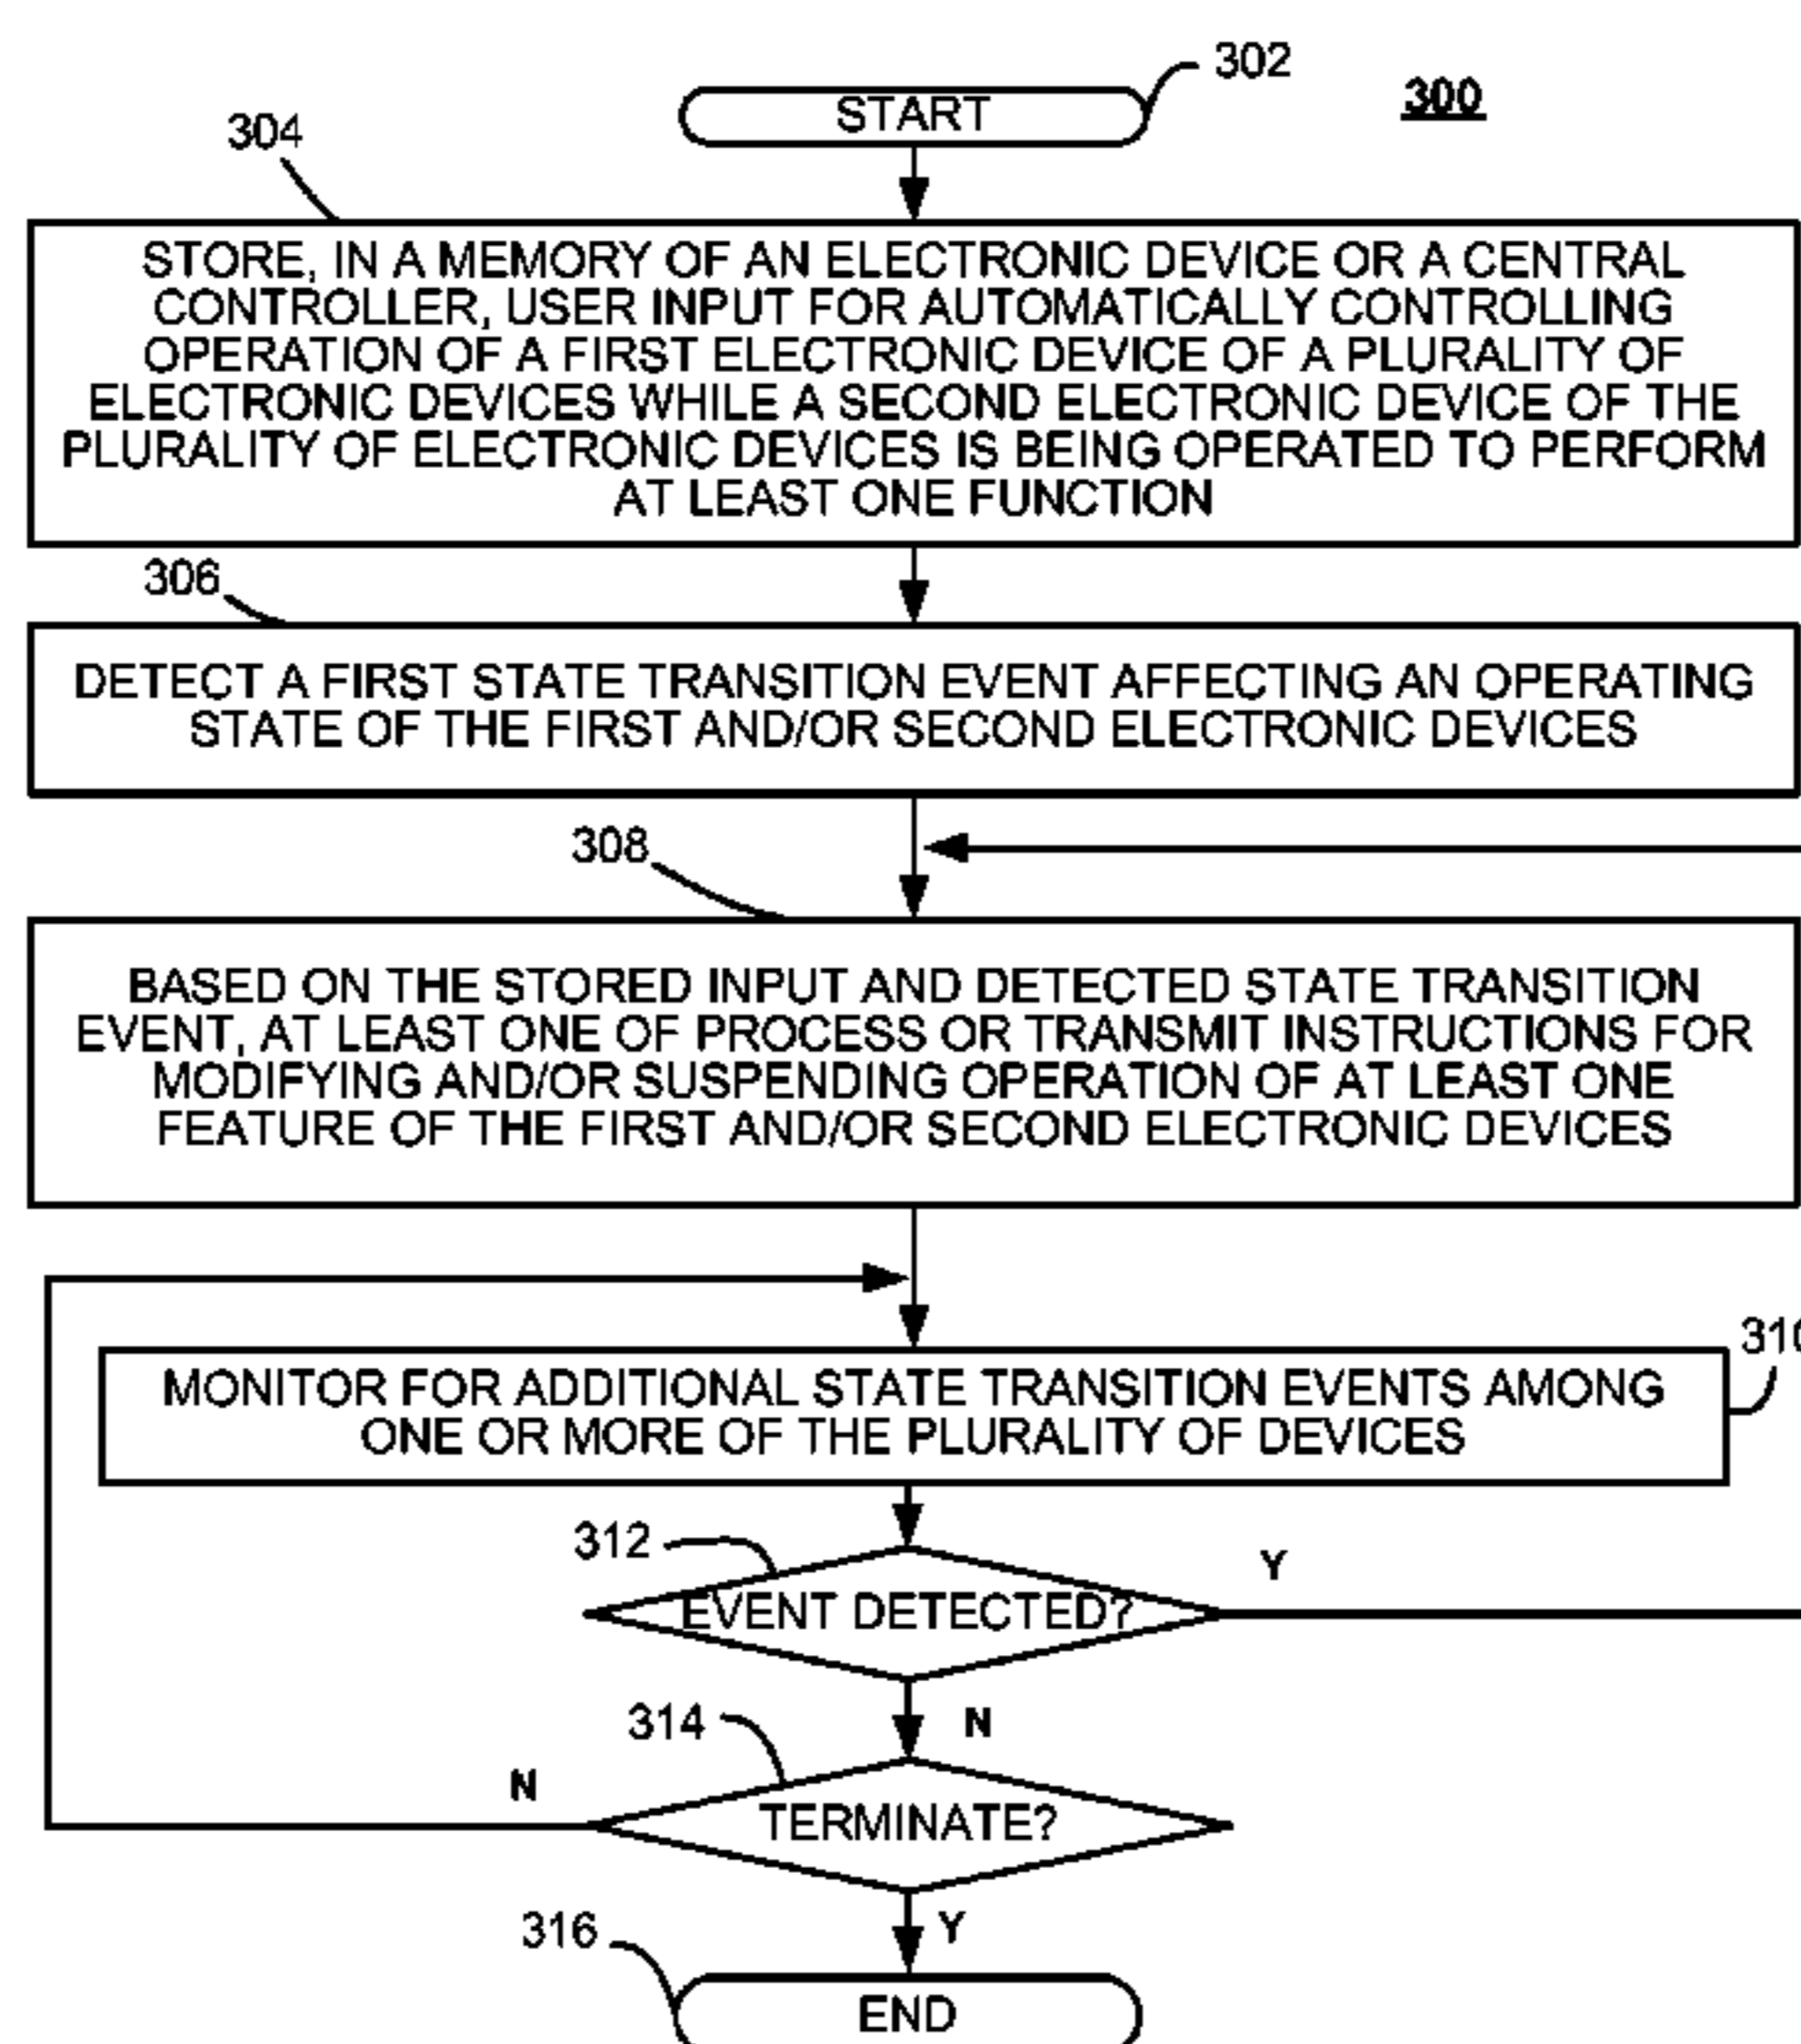 302
300
START
304
STORE, IN A MEMORY OF AN ELECTRONIC DEVICE OR A CENTRAL
CONTROLLER, USER INPUT FOR AUTOMATICALLY CONTROLLING
OPERATION OF A FIRST ELECTRONIC DEVICE OF A PLURALITY OF
ELECTRONIC DEVICES WHILE A SECOND ELECTRONIC DEVICE OF THE
PLURALITY OF ELECTRONIC DEVICES IS BEING OPERATED TO PERFORM
AT LEAST ONE FUNCTION
306
DETECT A FIRST STATE TRANSITION EVENT AFFECTING AN OPERATING
STATE OF THE FIRST AND/OR SECOND ELECTRONIC DEVICES
308
BASED ON THE STORED INPUT AND DETECTED STATE TRANSITION
EVENT, AT LEAST ONE OF PROCESS OR TRANSMIT INSTRUCTIONS FOR
MODIFYING AND/OR SUSPENDING OPERATION OF AT LEAST ONE
FEATURE OF THE FIRST AND/OR SECOND ELECTRONIC DEVICES
310
MONITOR FOR ADDITIONAL STATE TRANSITION EVENTS AMONG
ONE OR MORE OF THE PLURALITY OF DEVICES
312
Y
EVENT DETECTED?
314
N
N
TERMINATE?
316
Y
END